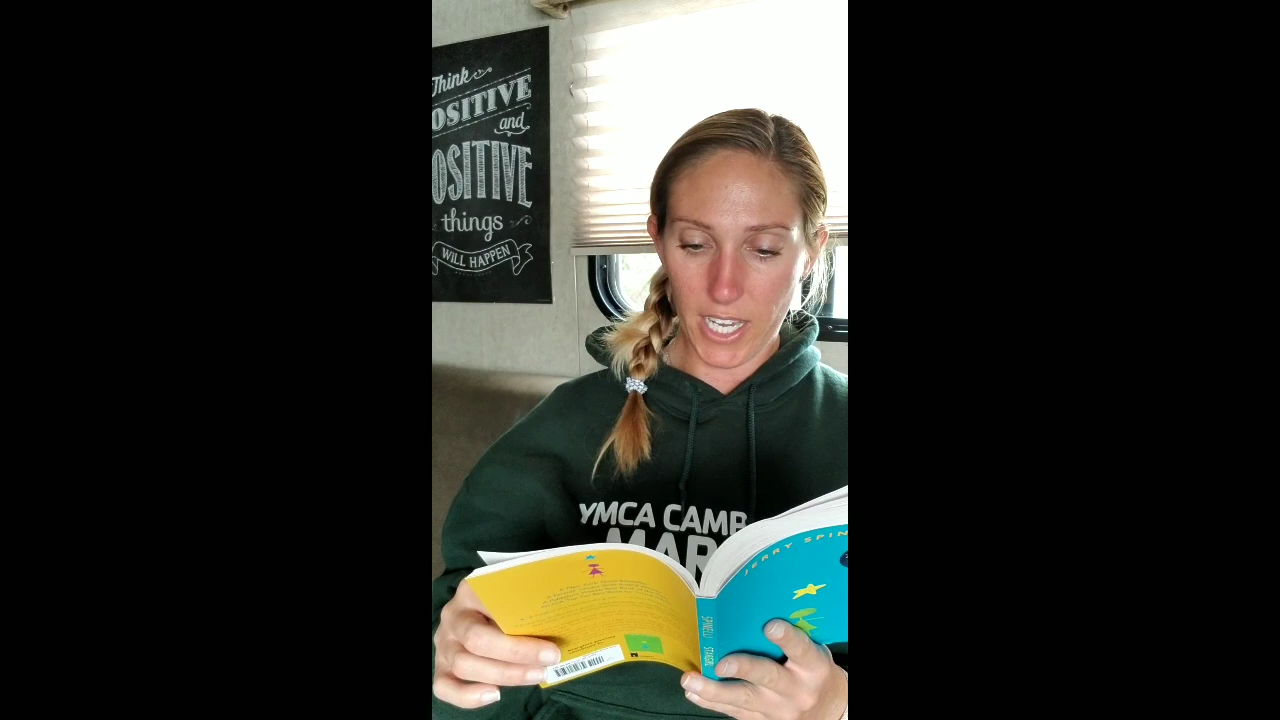 Think
OSITIVE
and
OSITIVE
things
WILL HAPPEN
YMCA CAMP
MAR
JERRY SPIN
SPINELLI STARGIRL